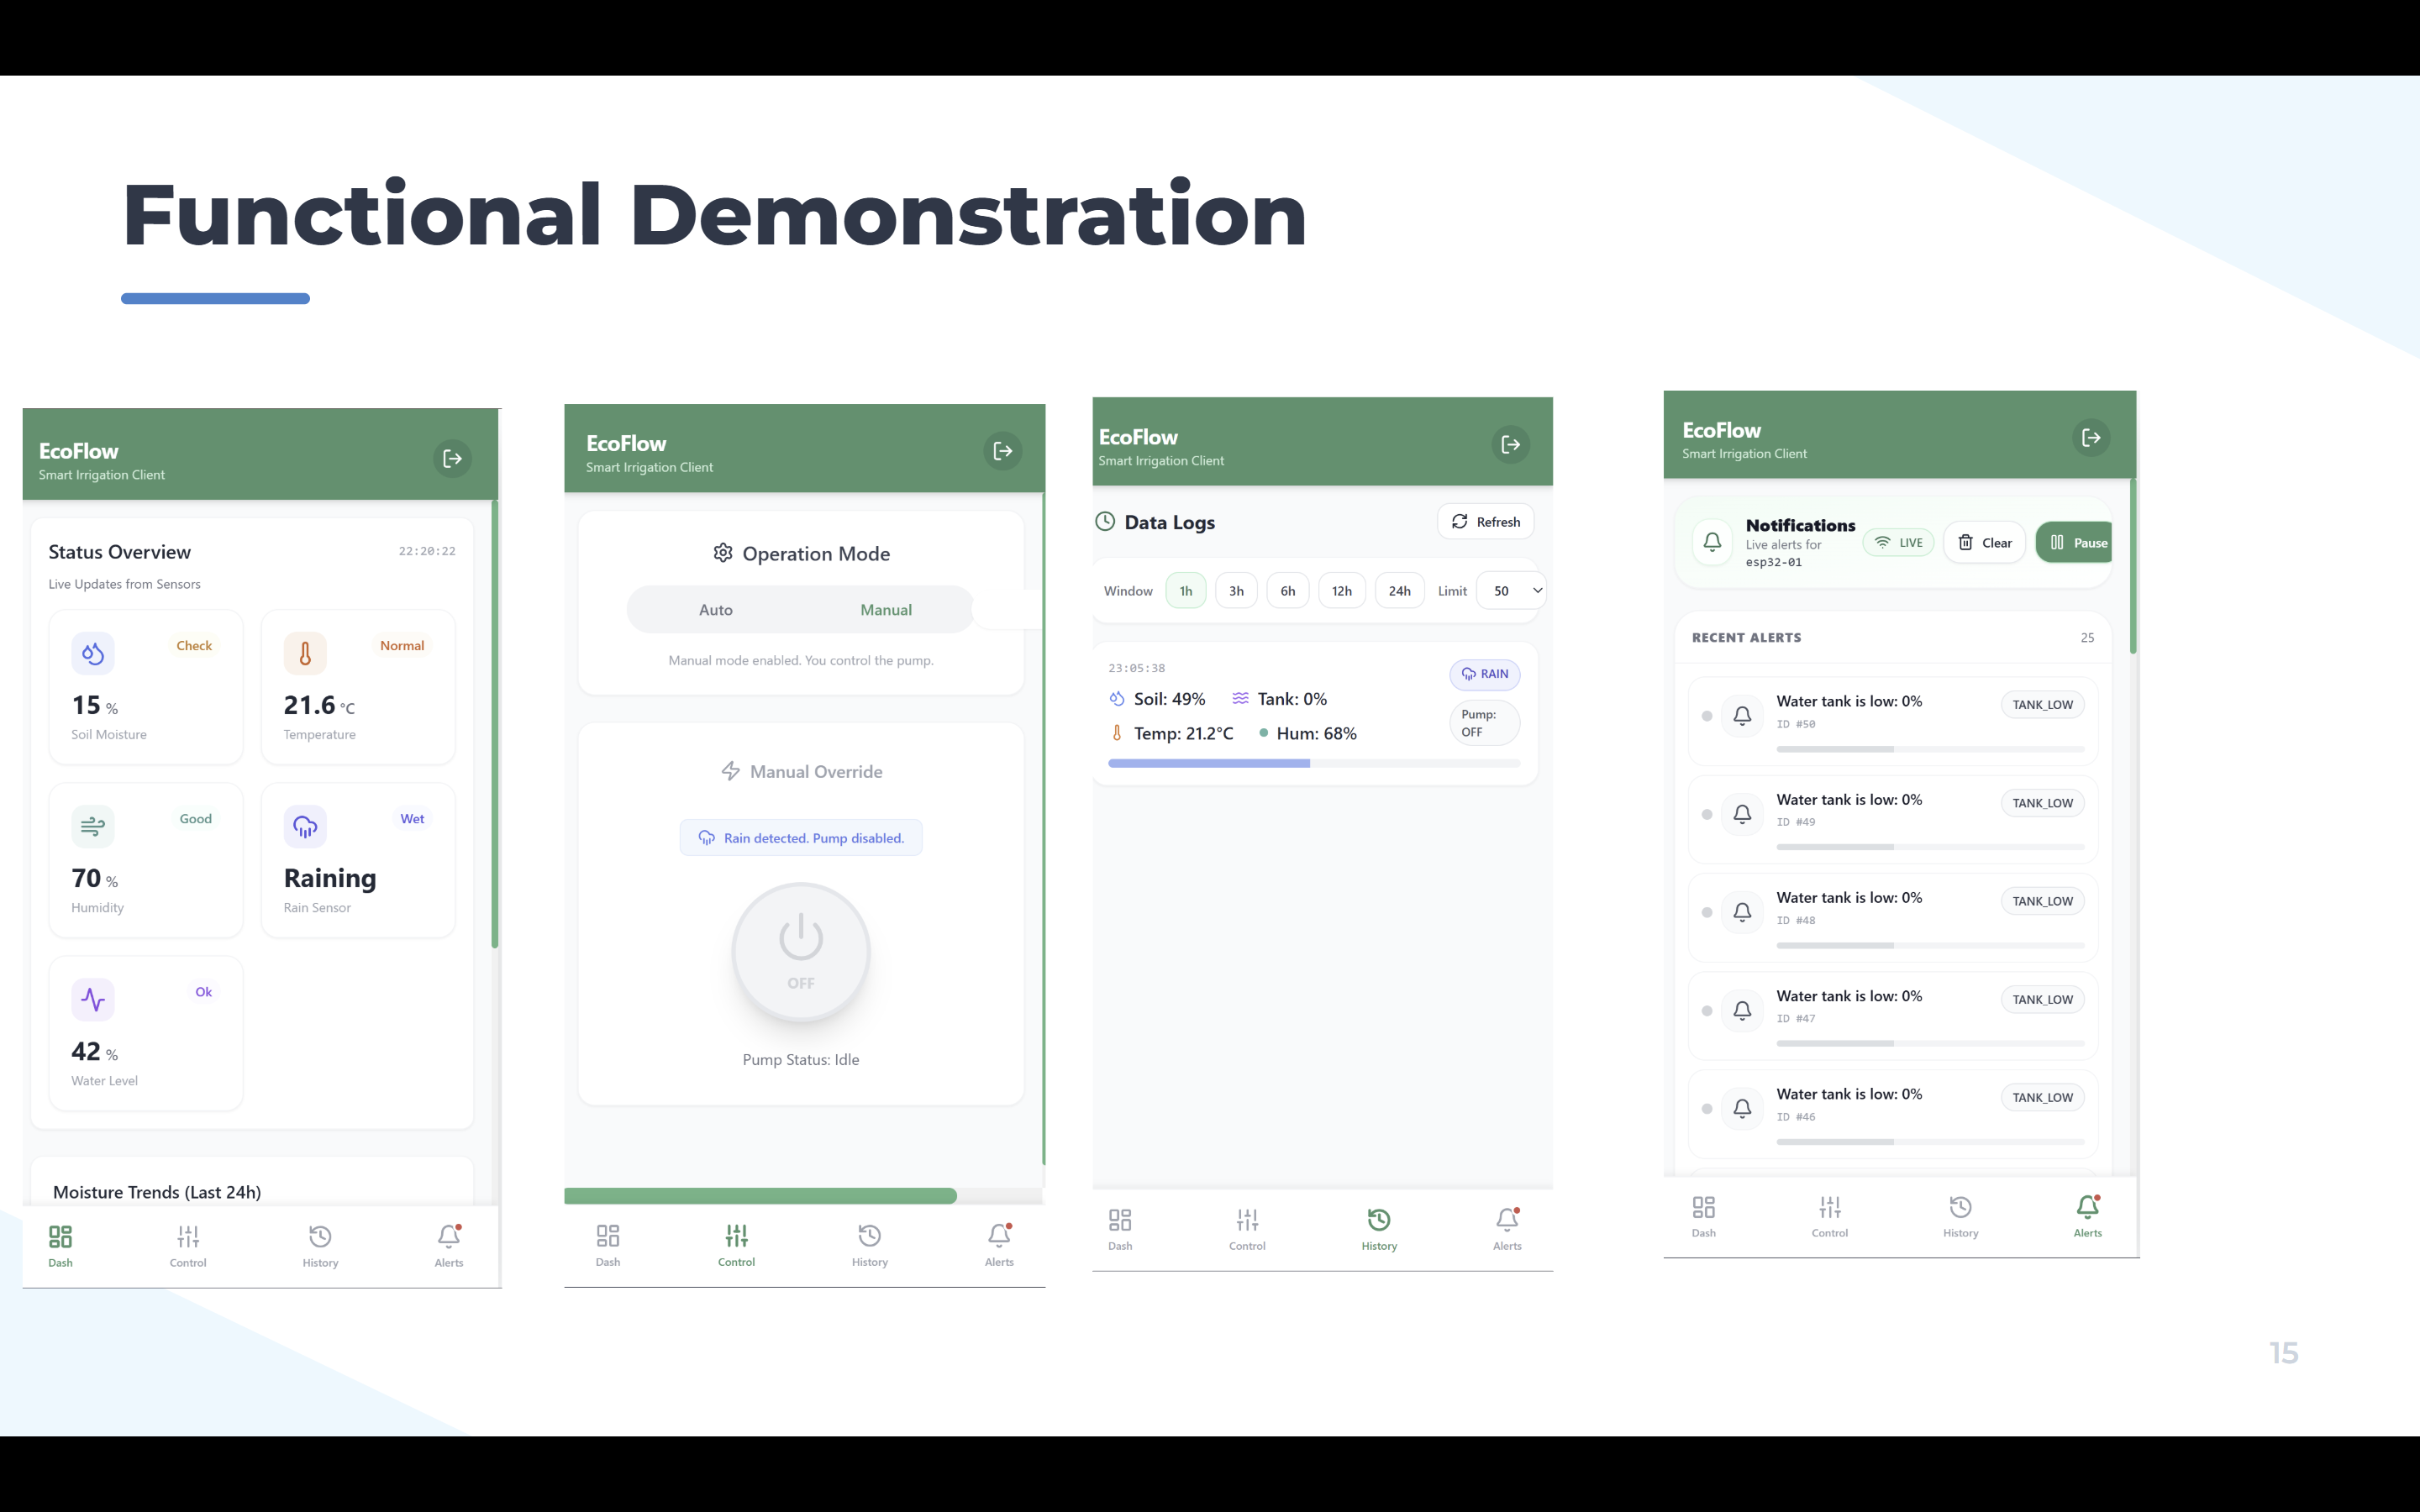 Functional Demonstration
EcoFlow
Smart Irrigation Client
Status Overview
22:20:22
Live Updates from Sensors
Check
15 %
Soil Moisture
Normal
21.6 °C
Temperature
Good
70 %
Humidity
Wet
Raining
Rain Sensor
Ok
42 %
Water Level
Moisture Trends (Last 24h)
Dash
Control
History
Alerts
EcoFlow
Smart Irrigation Client
Operation Mode
Auto
Manual
Manual mode enabled. You control the pump.
Manual Override
Rain detected. Pump disabled.
OFF
Pump Status: Idle
Dash
Control
History
Alerts
EcoFlow
Smart Irrigation Client
Data Logs
Refresh
Window
1h
3h
6h
12h
24h
Limit
50
23:05:38
RAIN
Soil: 49%
Tank: 0%
Pump:
OFF
Temp: 21.2°C
Hum: 68%
Dash
Control
History
Alerts
EcoFlow
Smart Irrigation Client
Notifications
Live alerts for
esp32-01
LIVE
Clear
Pause
RECENT ALERTS
25
Water tank is low: 0%
TANK_LOW
ID #50
Water tank is low: 0%
TANK_LOW
ID #49
Water tank is low: 0%
TANK_LOW
ID #48
Water tank is low: 0%
TANK_LOW
ID #47
Water tank is low: 0%
TANK_LOW
ID #46
Dash
Control
History
Alerts
15